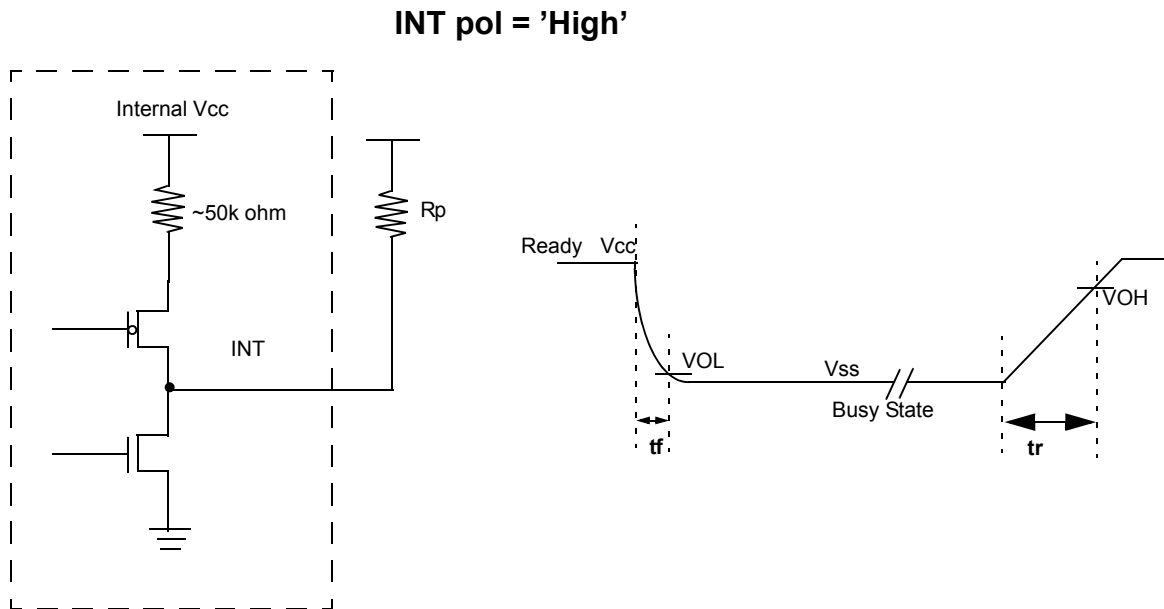 INT pol = ’High’
Internal Vcc
~50k ohm
Rp
INT
Ready Vcc
VOL
Vss
Busy State
VOH
tf
tr